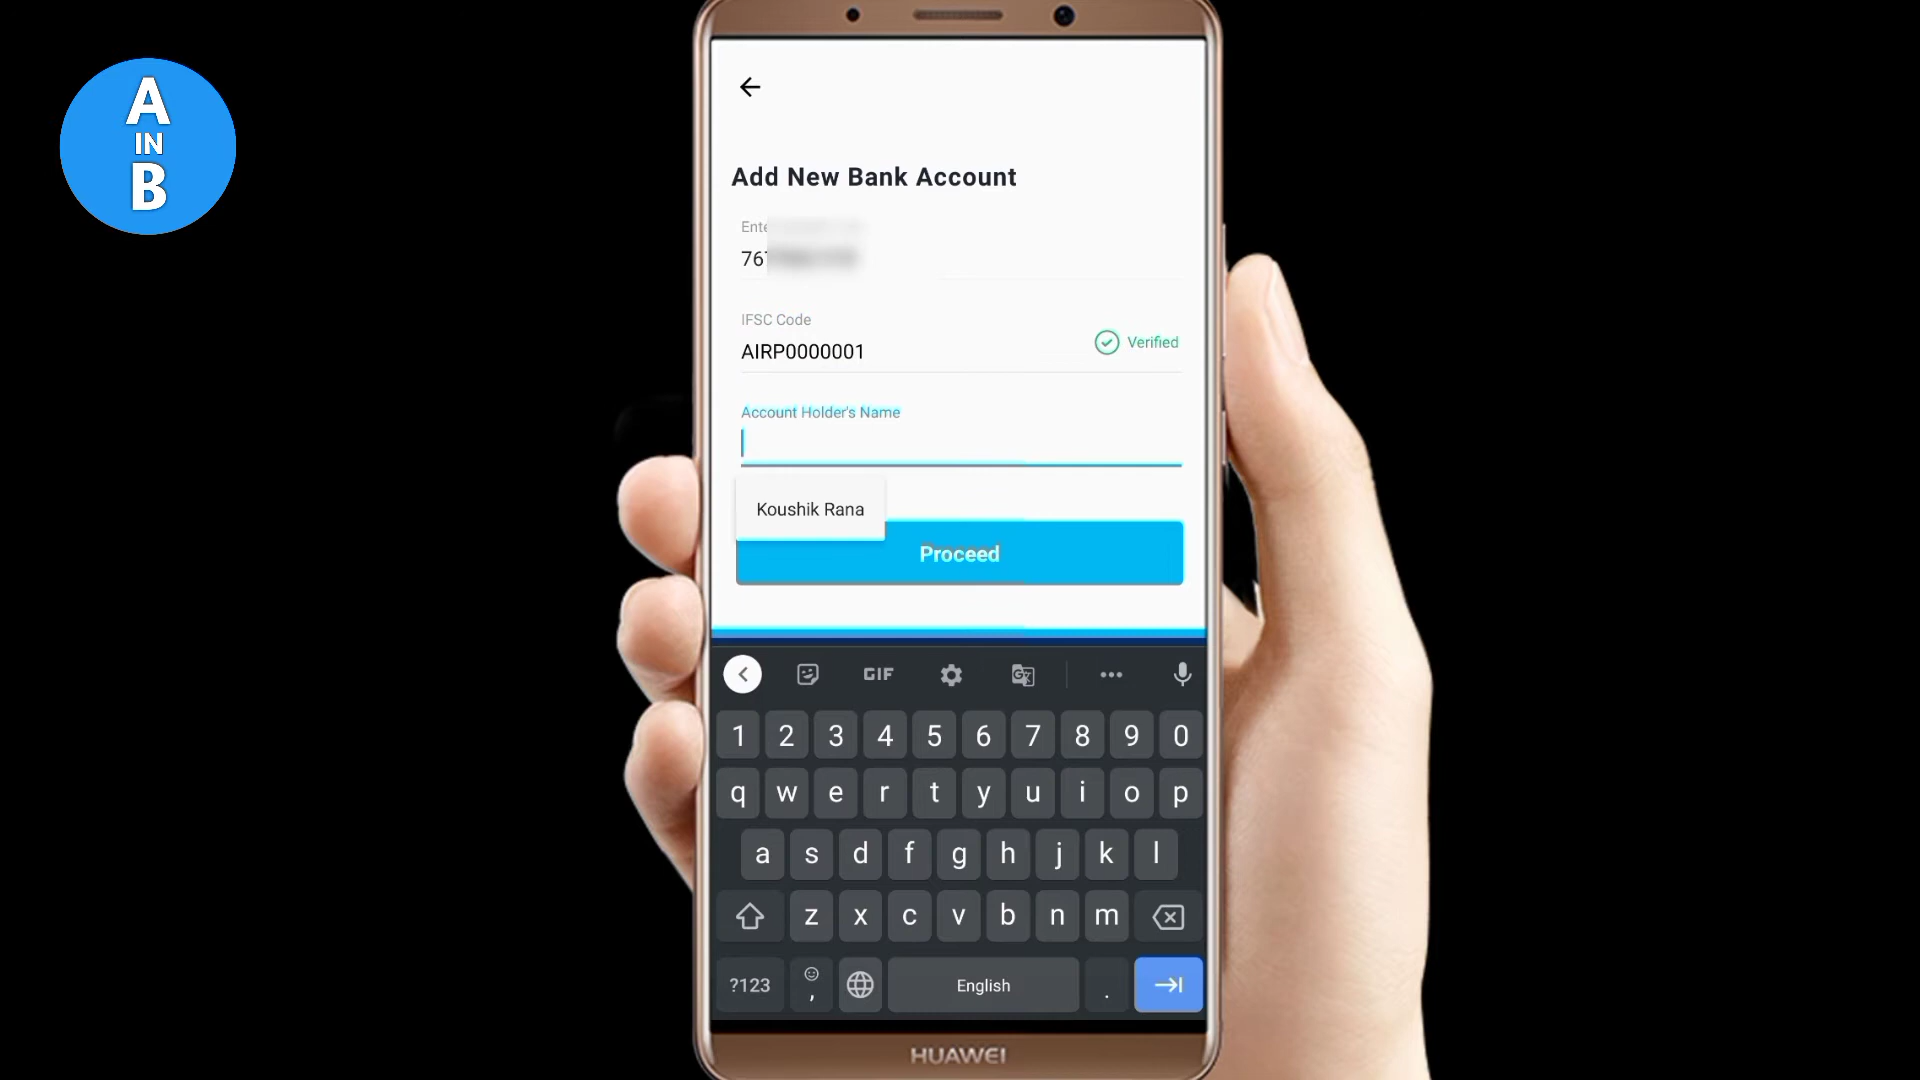 A
IN
B
Add New Bank Account
IFSC Code
AIRP0000001
Verified
Account Holder's Name
Koushik Rana
Proceed
GIF
1 2 3 4 5 6 7 8 9 0
q w e r t y u i o p
a s d f g h j k l
z x c v b n m
?123 , English .
HUAWEI